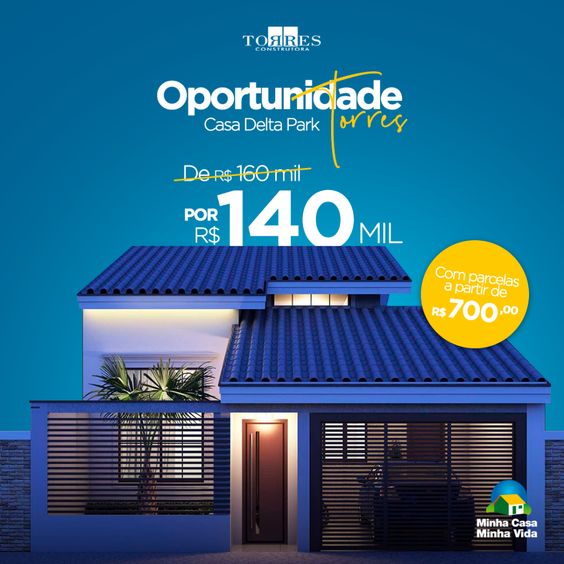 TORRES
CONSTRUTORA
Oportunidade
Torres
Casa Delta Park
De R$ 160 mil
POR
R$ 140 MIL
Com parcelas
a partir de
R$ 700,00
Minha Casa
Minha Vida